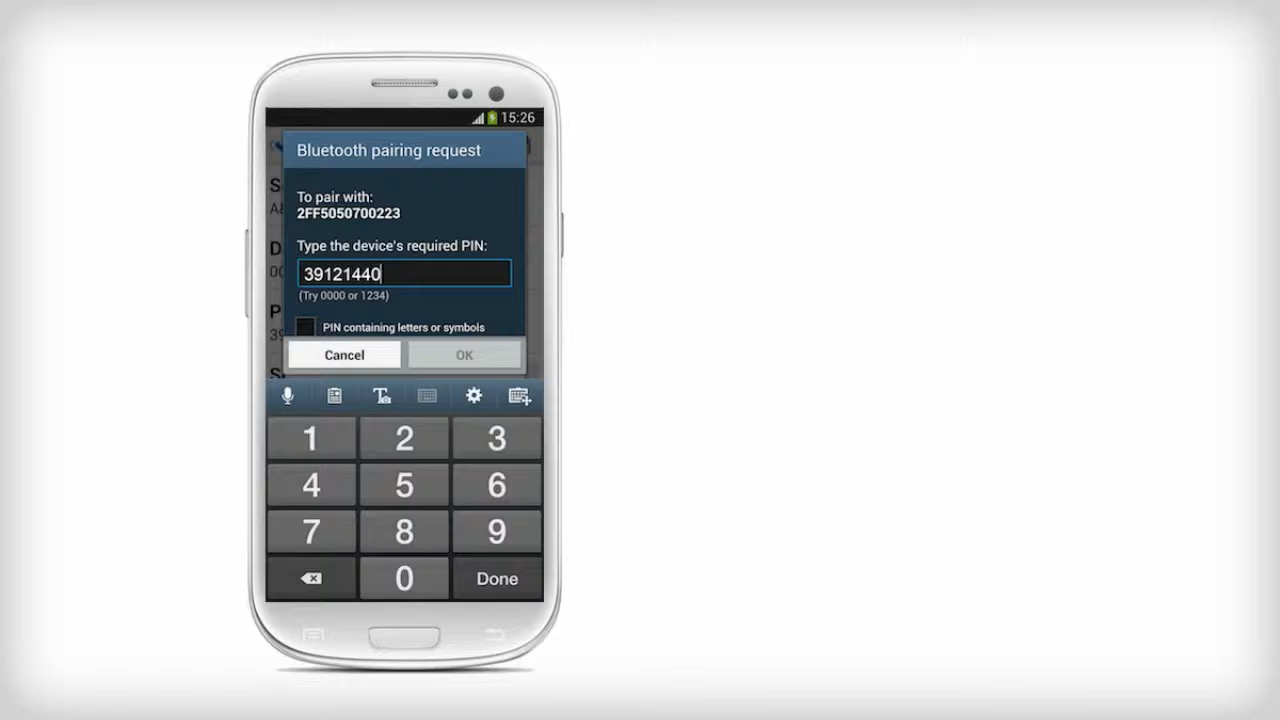 15:26
Bluetooth pairing request
To pair with:
2FF5050700223
Type the device's required PIN:
39121440
(Try 0000 or 1234)
PIN containing letters or symbols
Cancel OK
1 2 3
4 5 6
7 8 9
0 Done